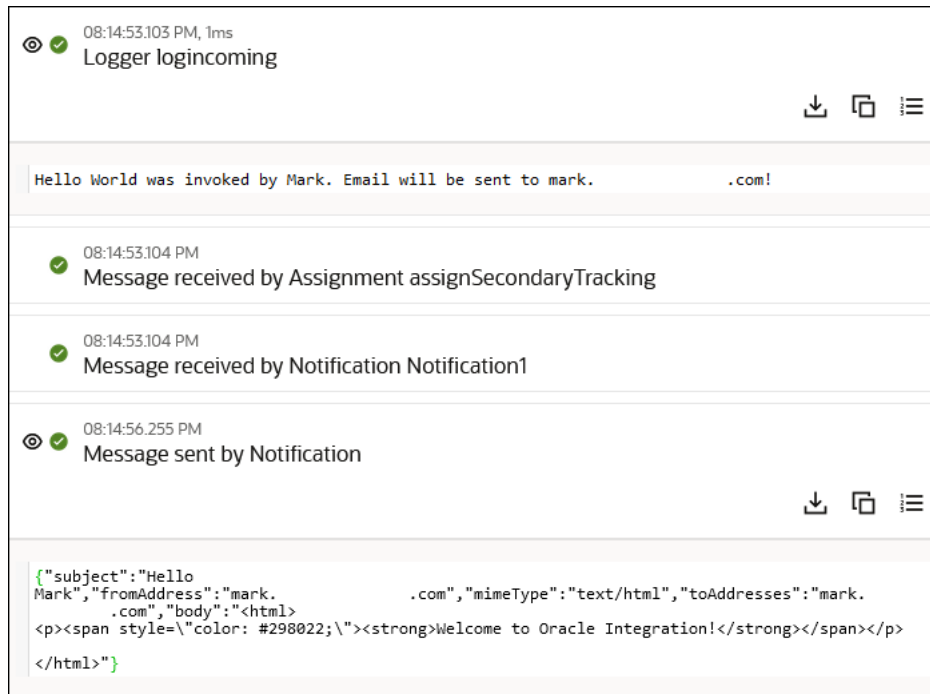 08:14:53.103 PM, 1ms
Logger logincoming
Hello World was invoked by Mark. Email will be sent to mark. .com!
08:14:53.104 PM
Message received by Assignment assignSecondaryTracking
08:14:53.104 PM
Message received by Notification Notification1
08:14:56.255 PM
Message sent by Notification
{"subject":"Hello
Mark","fromAddress":"mark. .com","mimeType":"text/html","toAddresses":"mark.
.com","body":"<html>
<p><span style=\"color: #298022;\"><strong>Welcome to Oracle Integration!</strong></span></p>
</html>"}